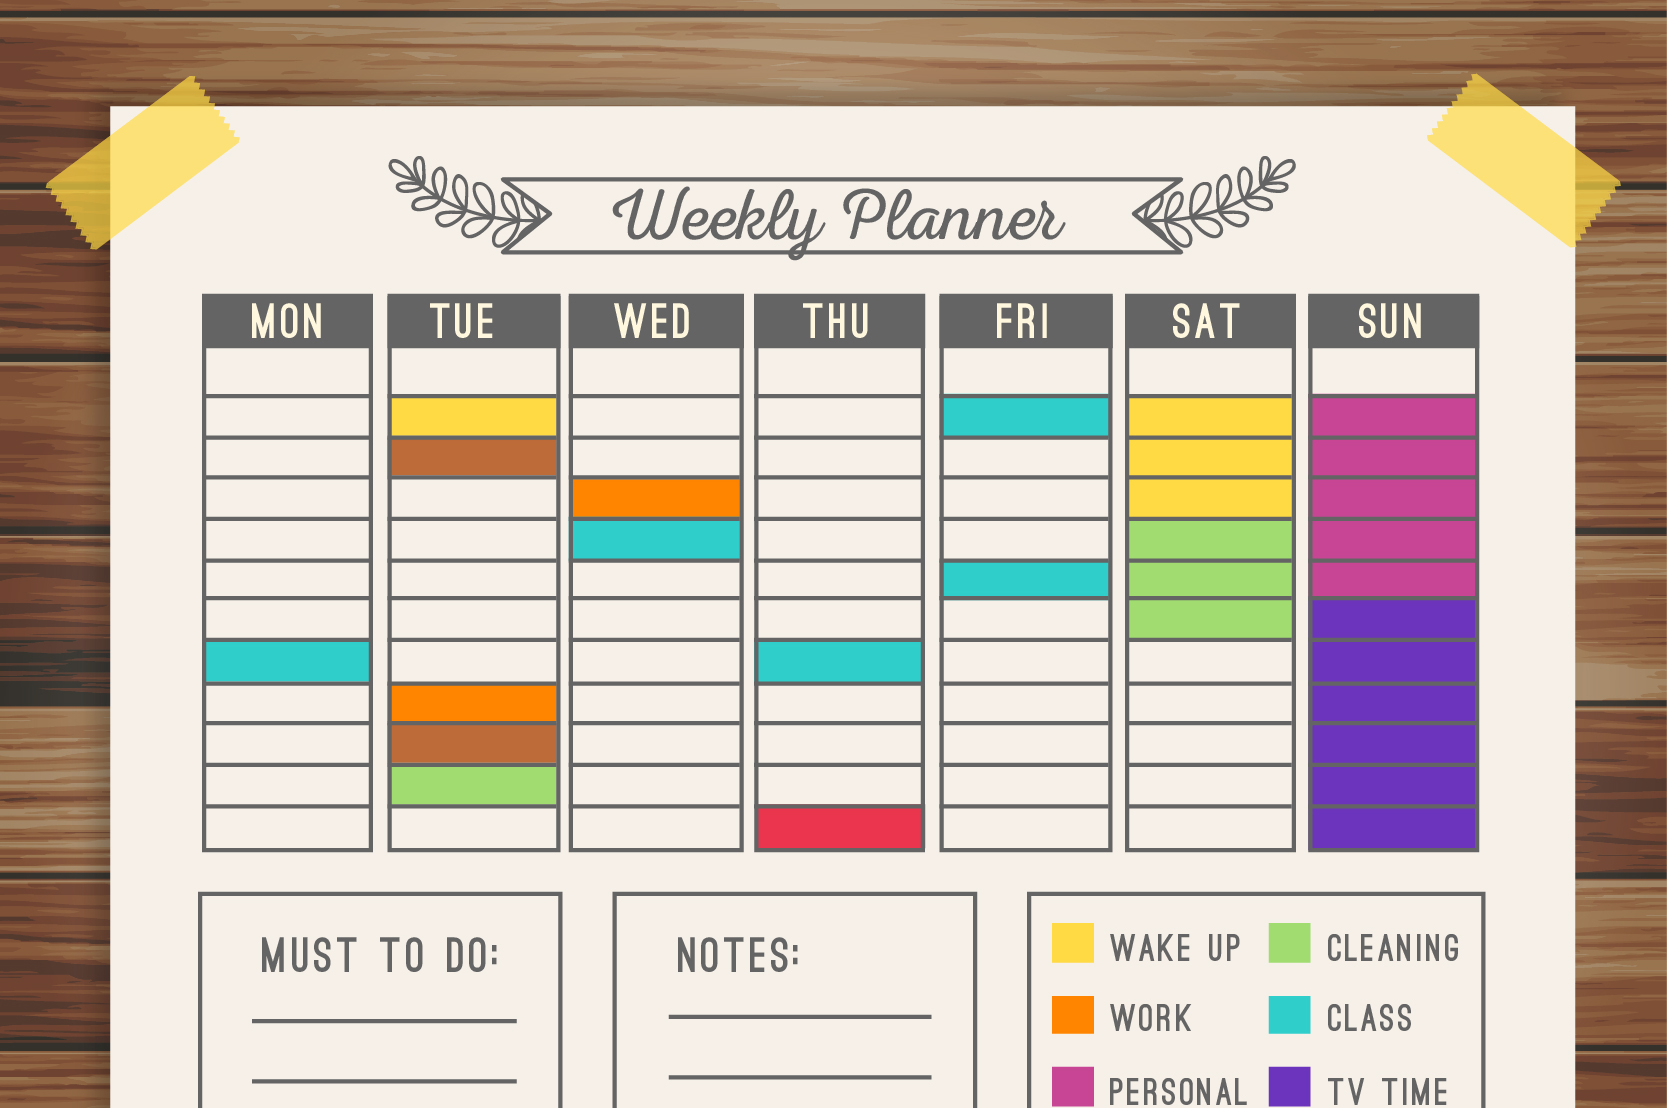 Weekly Planner
MON TUE WED THU FRI SAT SUN
MUST TO DO:
NOTES:
WAKE UP CLEANING
WORK CLASS
PERSONAL TV TIME